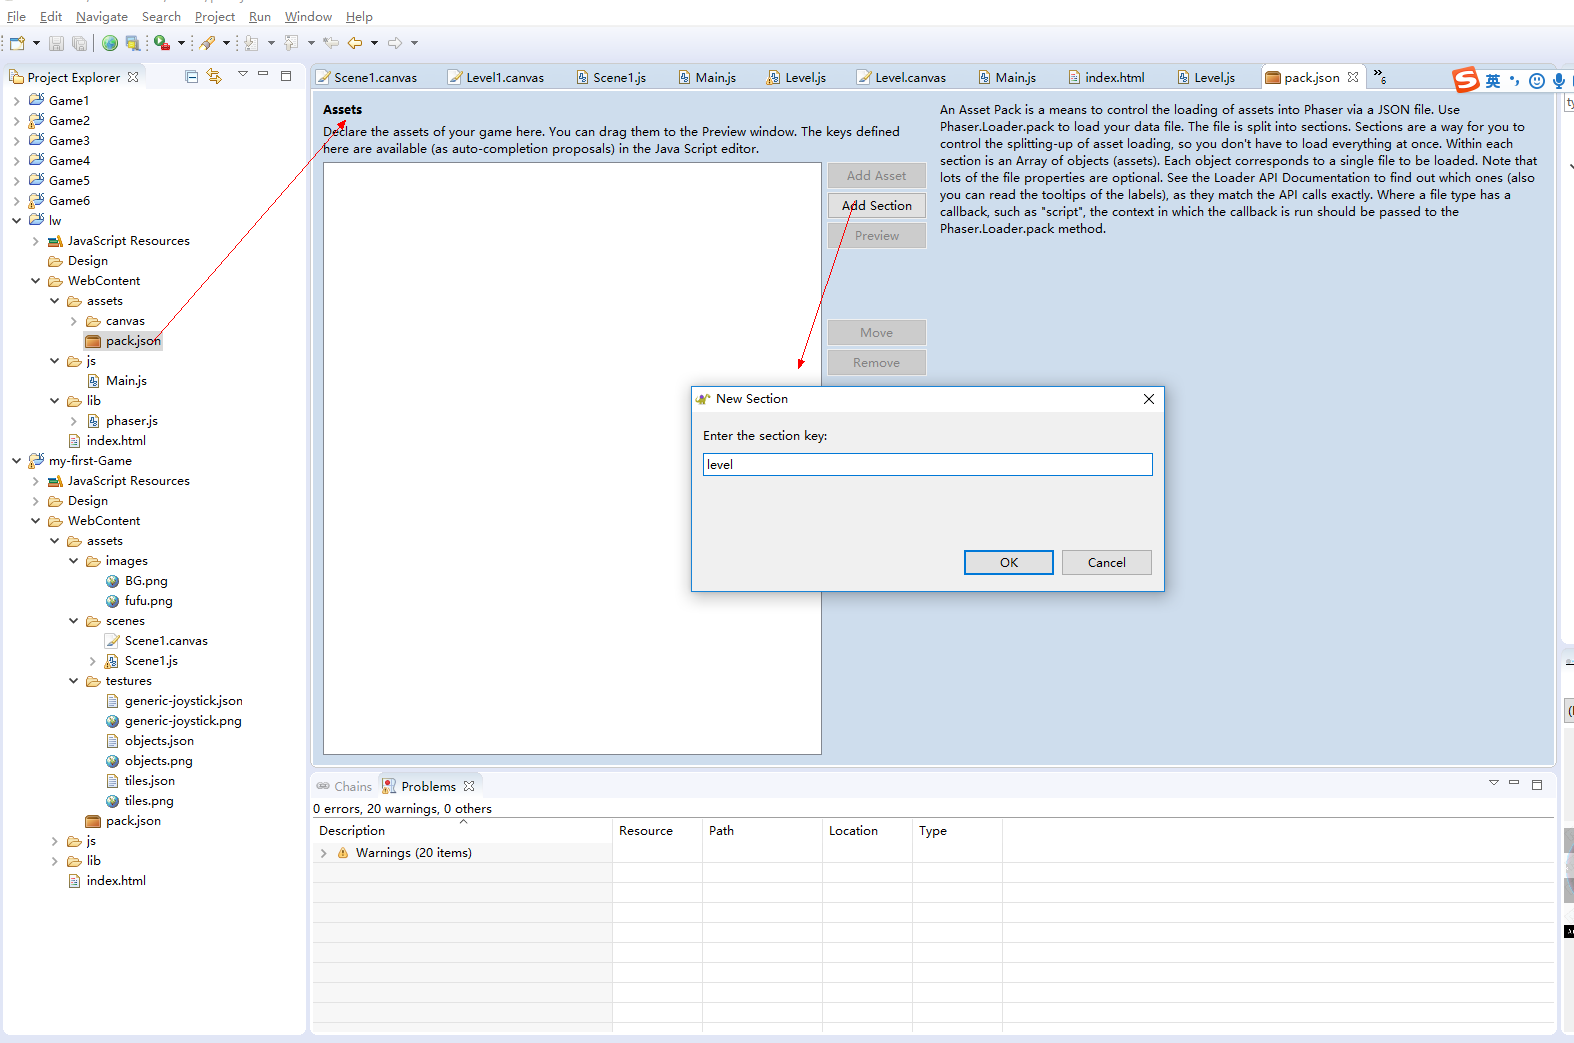 File Edit Navigate Search Project Run Window Help
Project Explorer
Game1
Game2
Game3
Game4
Game5
Game6
lw
JavaScript Resources
Design
WebContent
assets
canvas
pack.json
js
Main.js
lib
phaser.js
index.html
my-first-Game
JavaScript Resources
Design
WebContent
assets
images
BG.png
fufu.png
scenes
Scene1.canvas
Scene1.js
testures
generic-joystick.json
generic-joystick.png
objects.json
objects.png
tiles.json
tiles.png
pack.json
js
lib
index.html
Scene1.canvas Level1.canvas Scene1.js Main.js Level.js Level.canvas Main.js index.html Level.js pack.json »6
英
Assets
Declare the assets of your game here. You can drag them to the Preview window. The keys defined
here are available (as auto-completion proposals) in the Java Script editor.
Add Asset
Add Section
Preview
Move
Remove
An Asset Pack is a means to control the loading of assets into Phaser via a JSON file. Use
Phaser.Loader.pack to load your data file. The file is split into sections. Sections are a way for you to
control the splitting-up of asset loading, so you don't have to load everything at once. Within each
section is an Array of objects (assets). Each object corresponds to a single file to be loaded. Note that
lots of the file properties are optional. See the Loader API Documentation to find out which ones (also
you can read the tooltips of the labels), as they match the API calls exactly. Where a file type has a
callback, such as "script", the context in which the callback is run should be passed to the
Phaser.Loader.pack method.
New Section
Enter the section key:
level
OK Cancel
Chains Problems
0 errors, 20 warnings, 0 others
Description Resource Path Location Type
Warnings (20 items)